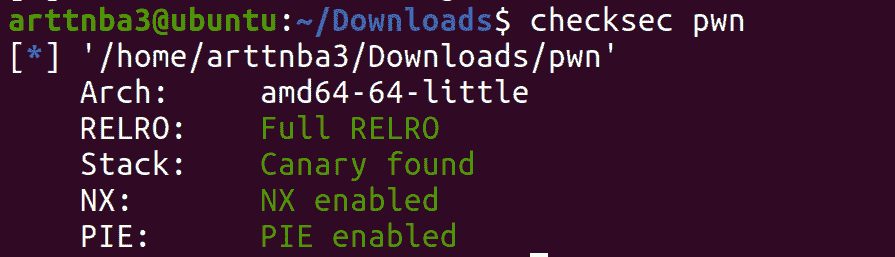 arttnba3@ubuntu:~/Downloads$ checksec pwn
[*] '/home/arttnba3/Downloads/pwn'
    Arch:     amd64-64-little
    RELRO:    Full RELRO
    Stack:    Canary found
    NX:       NX enabled
    PIE:      PIE enabled